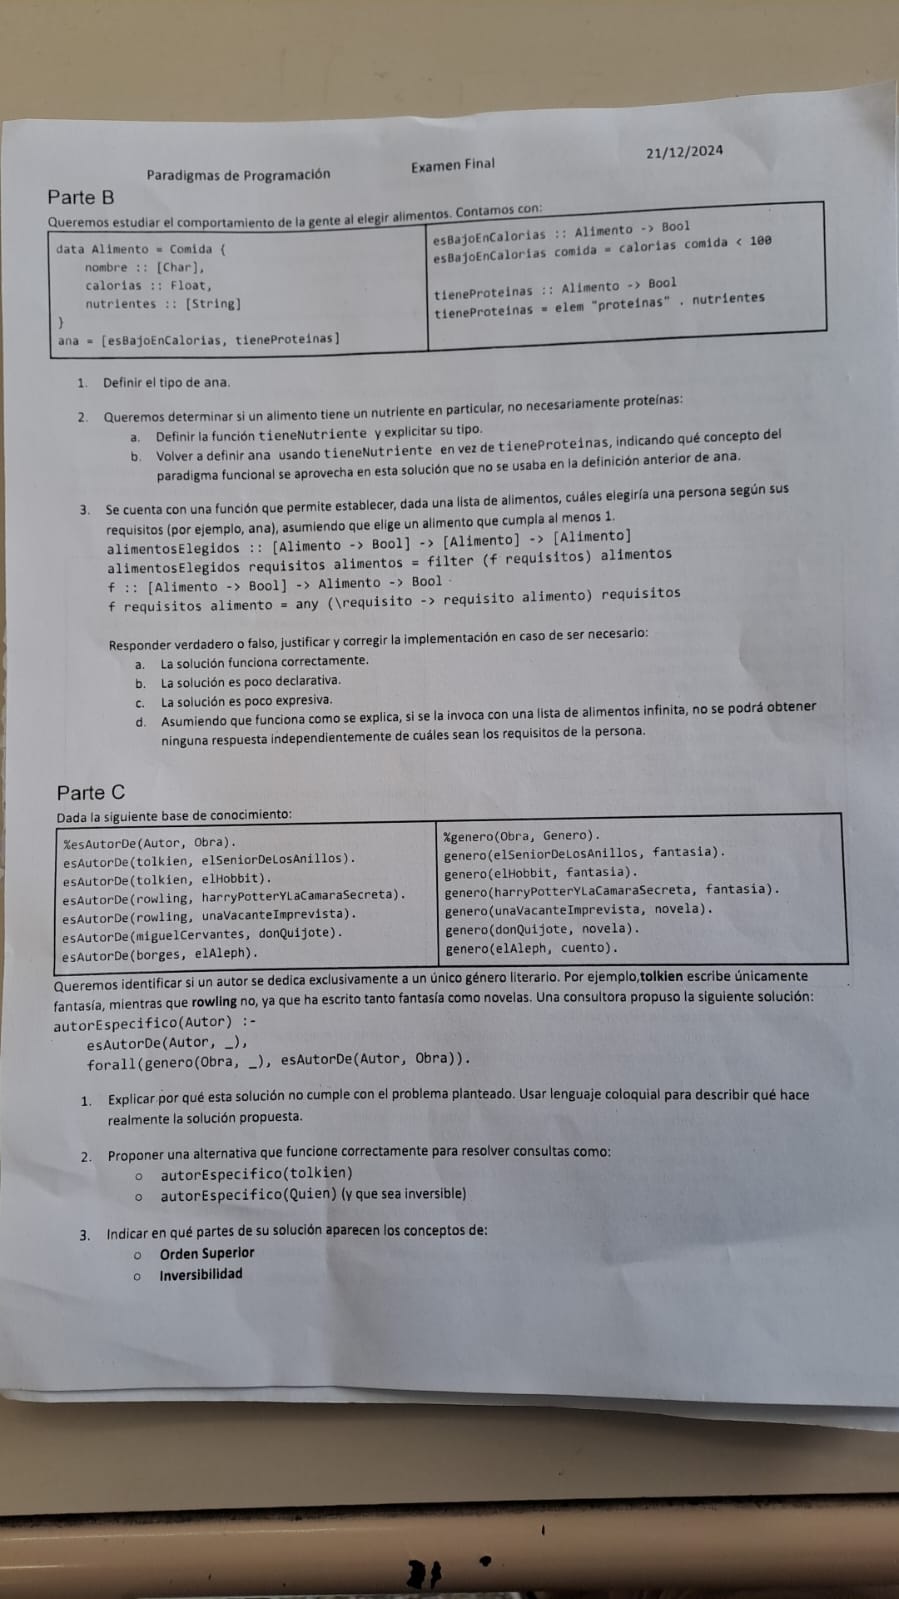 Paradigmas de Programación Examen Final 21/12/2024
Parte B
Queremos estudiar el comportamiento de la gente al elegir alimentos. Contamos con:
data Alimento = Comida {
nombre :: [Char],
calorias :: Float,
nutrientes :: [String]
}
ana = [esBajoEnCalorias, tieneProteinas]
esBajoEnCalorias :: Alimento -> Bool
esBajoEnCalorias comida = calorias comida < 100
tieneProteinas :: Alimento -> Bool
tieneProteinas = elem "proteinas" . nutrientes
1. Definir el tipo de ana.
2. Queremos determinar si un alimento tiene un nutriente en particular, no necesariamente proteínas:
a. Definir la función tieneNutriente y explicitar su tipo.
b. Volver a definir ana usando tieneNutriente en vez de tieneProteinas, indicando qué concepto del
paradigma funcional se aprovecha en esta solución que no se usaba en la definición anterior de ana.
3. Se cuenta con una función que permite establecer, dada una lista de alimentos, cuáles elegiría una persona según sus
requisitos (por ejemplo, ana), asumiendo que elige un alimento que cumpla al menos 1.
alimentosElegidos :: [Alimento -> Bool] -> [Alimento] -> [Alimento]
alimentosElegidos requisitos alimentos = filter (f requisitos) alimentos
f :: [Alimento -> Bool] -> Alimento -> Bool
f requisitos alimento = any (\requisito -> requisito alimento) requisitos
Responder verdadero o falso, justificar y corregir la implementación en caso de ser necesario:
a. La solución funciona correctamente.
b. La solución es poco declarativa.
c. La solución es poco expresiva.
d. Asumiendo que funciona como se explica, si se la invoca con una lista de alimentos infinita, no se podrá obtener
ninguna respuesta independientemente de cuáles sean los requisitos de la persona.
Parte C
Dada la siguiente base de conocimiento:
%esAutorDe(Autor, Obra).
esAutorDe(tolkien, elSeniorDeLosAnillos).
esAutorDe(tolkien, elHobbit).
esAutorDe(rowling, harryPotterYLaCamaraSecreta).
esAutorDe(rowling, unaVacanteImprevista).
esAutorDe(miguelCervantes, donQuijote).
esAutorDe(borges, elAleph).
%genero(Obra, Genero).
genero(elSeniorDeLosAnillos, fantasia).
genero(elHobbit, fantasia).
genero(harryPotterYLaCamaraSecreta, fantasia).
genero(unaVacanteImprevista, novela).
genero(donQuijote, novela).
genero(elAleph, cuento).
Queremos identificar si un autor se dedica exclusivamente a un único género literario. Por ejemplo,tolkien escribe únicamente
fantasía, mientras que rowling no, ya que ha escrito tanto fantasía como novelas. Una consultora propuso la siguiente solución:
autorEspecifico(Autor) :-
esAutorDe(Autor, _),
forall(genero(Obra, _), esAutorDe(Autor, Obra)).
1. Explicar por qué esta solución no cumple con el problema planteado. Usar lenguaje coloquial para describir qué hace
realmente la solución propuesta.
2. Proponer una alternativa que funcione correctamente para resolver consultas como:
○ autorEspecifico(tolkien)
○ autorEspecifico(Quien) (y que sea inversible)
3. Indicar en qué partes de su solución aparecen los conceptos de:
○ Orden Superior
○ Inversibilidad